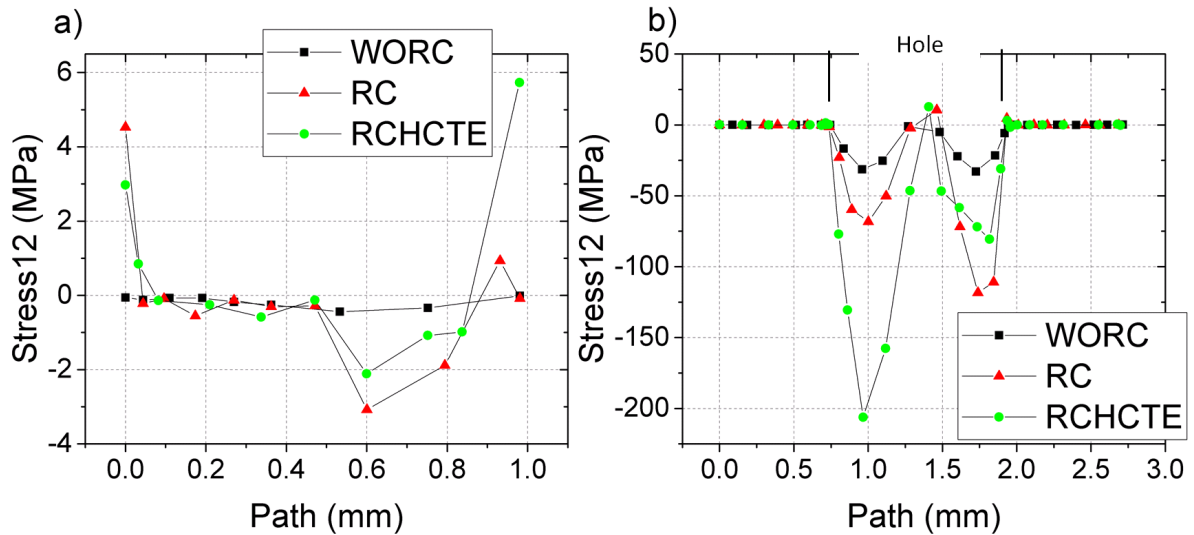 a)
WORC
RC
RCHCTE
6
4
2
0
-2
-4
Stress12 (MPa)
0.0 0.2 0.4 0.6 0.8 1.0
Path (mm)
b)
Hole
50
0
-50
-100
-150
-200
Stress12 (MPa)
WORC
RC
RCHCTE
0.0 0.5 1.0 1.5 2.0 2.5 3.0
Path (mm)